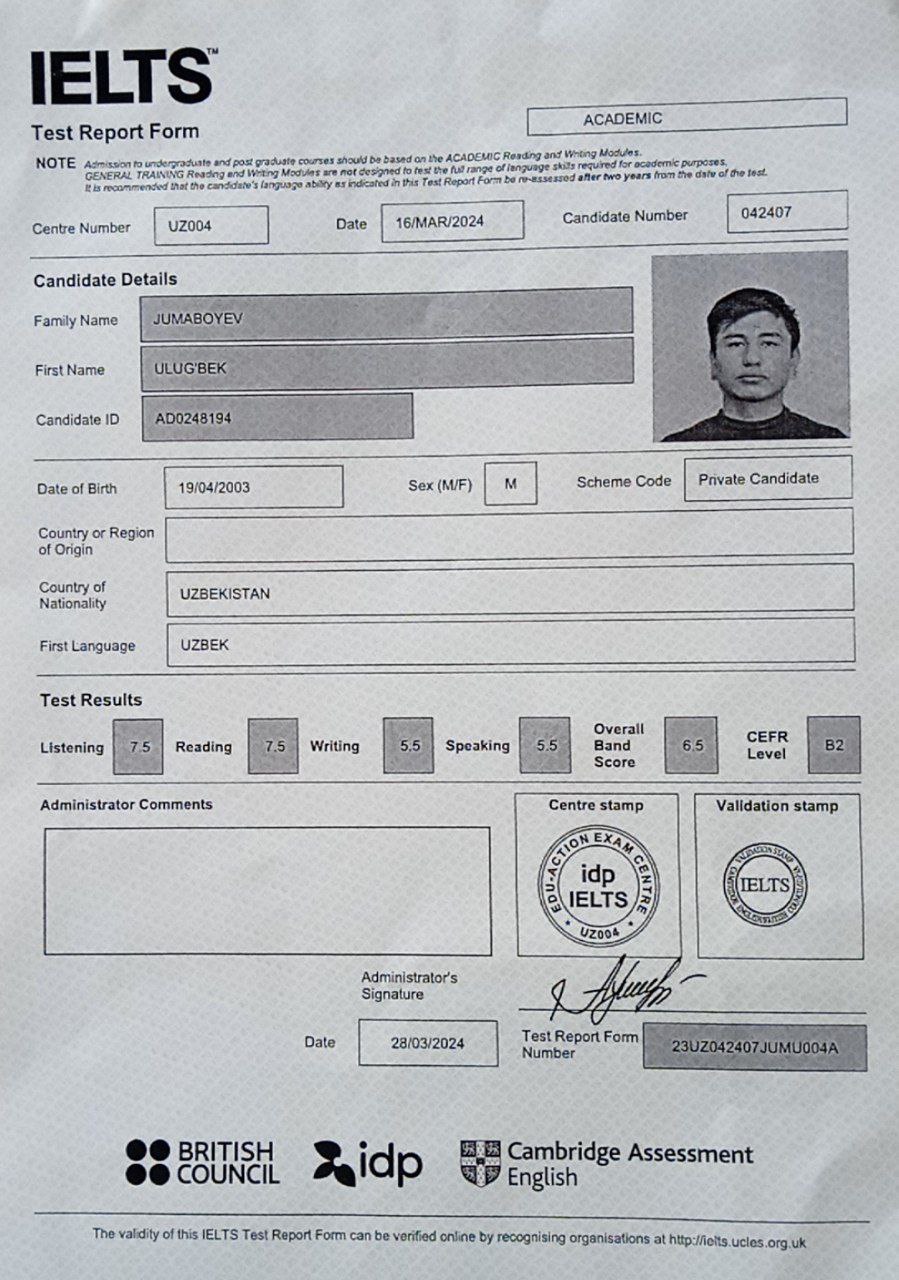 IELTS™
Test Report Form
ACADEMIC
NOTE Admission to undergraduate and post graduate courses should be based on the ACADEMIC Reading and Writing Modules.
GENERAL TRAINING Reading and Writing Modules are not designed to test the full range of language skills required for academic purposes.
It is recommended that the candidate's language ability as indicated in this Test Report Form be re-assessed after two years from the date of the test.
Centre Number UZ004 Date 16/MAR/2024 Candidate Number 042407
Candidate Details
Family Name JUMABOYEV
First Name ULUG'BEK
Candidate ID AD0248194
Date of Birth 19/04/2003 Sex (M/F) M Scheme Code Private Candidate
Country or Region
of Origin
Country of
Nationality UZBEKISTAN
First Language UZBEK
Test Results
Listening 7.5 Reading 7.5 Writing 5.5 Speaking 5.5 Overall Band Score 6.5 CEFR Level B2
Administrator Comments
Centre stamp
EDU-ACTION EXAM CENTRE
idp
IELTS
UZ004
Validation stamp
VALIDATION STAMP
IELTS
Administrator's
Signature
Date 28/03/2024
Test Report Form
Number 23UZ042407JUMU004A
BRITISH
COUNCIL
idp
Cambridge Assessment
English
The validity of this IELTS Test Report Form can be verified online by recognising organisations at http://ielts.ucles.org.uk